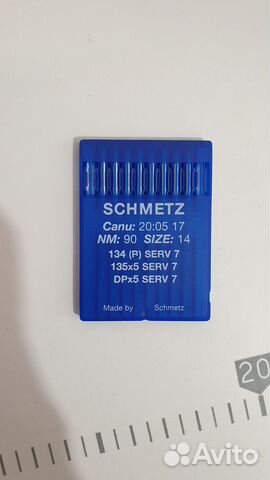 SCHMETZ
Canu: 20:05 17
NM: 90 SIZE: 14
134 (P) SERV 7
135x5 SERV 7
DPx5 SERV 7
Made by Schmetz
20
Avito